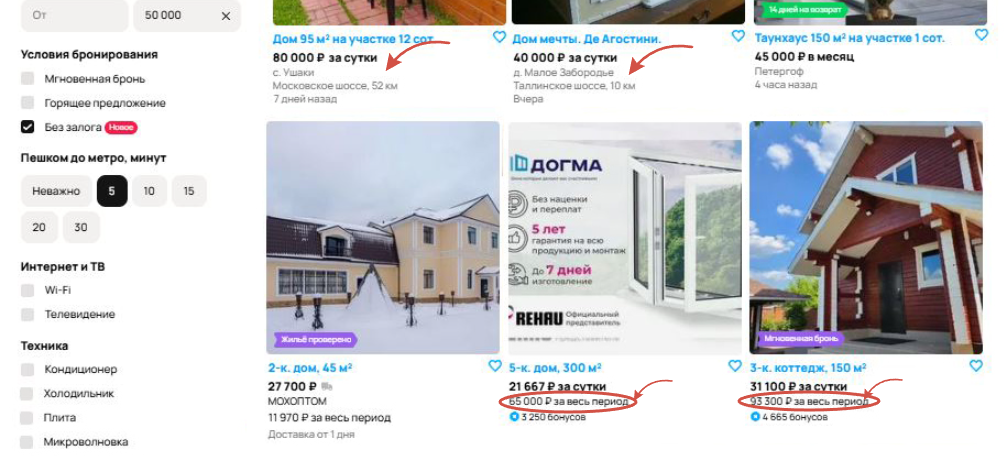 От
50 000
Условия бронирования
Мгновенная бронь
Горящее предложение
Без залога Новое
Пешком до метро, минут
Неважно 5 10 15
20 30
Интернет и ТВ
Wi-Fi
Телевидение
Техника
Кондиционер
Холодильник
Плита
Микроволновка
Дом 95 м² на участке 12 сот.
80 000 ₽ за сутки
с. Ушаки
Московское шоссе, 52 км
7 дней назад
Дом мечты. Де Агостини.
40 000 ₽ за сутки
д. Малое Забородье
Таллинское шоссе, 10 км
Вчера
14 дней на возврат
Таунхаус 150 м² на участке 1 сот.
45 000 ₽ в месяц
Петергоф
4 часа назад
Жильё проверено
2-к. дом, 45 м²
27 700 ₽
МОХОПТОМ
11 970 ₽ за весь период
Доставка от 1 дня
ДОГМА
Без наценки
и переплат
5 лет
гарантия на всю
продукцию и монтаж
До 7 дней
изготовление
REHAU Официальный
представитель
5-к. дом, 300 м²
21 667 ₽ за сутки
65 000 ₽ за весь период
3 250 бонусов
Мгновенная бронь
3-к. коттедж, 150 м²
31 100 ₽ за сутки
93 300 ₽ за весь период
4 665 бонусов